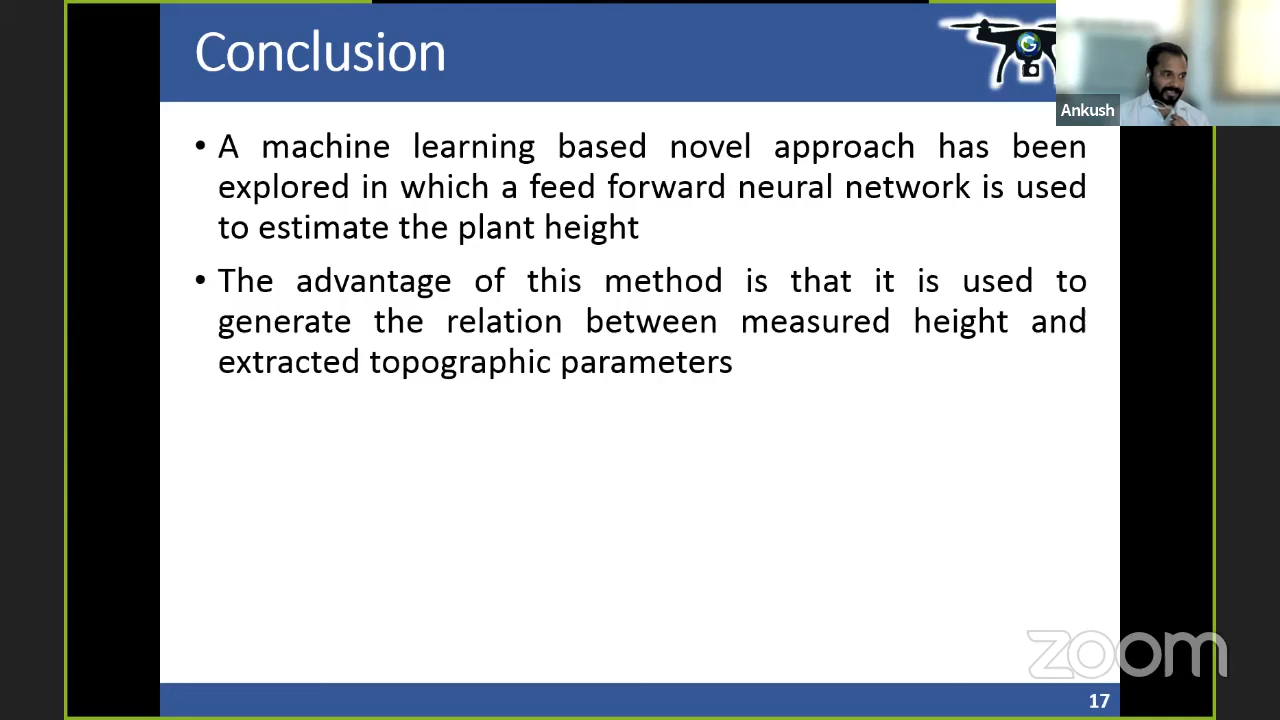 Conclusion
Ankush
• A machine learning based novel approach has been
explored in which a feed forward neural network is used
to estimate the plant height
• The advantage of this method is that it is used to
generate the relation between measured height and
extracted topographic parameters
zoom
17